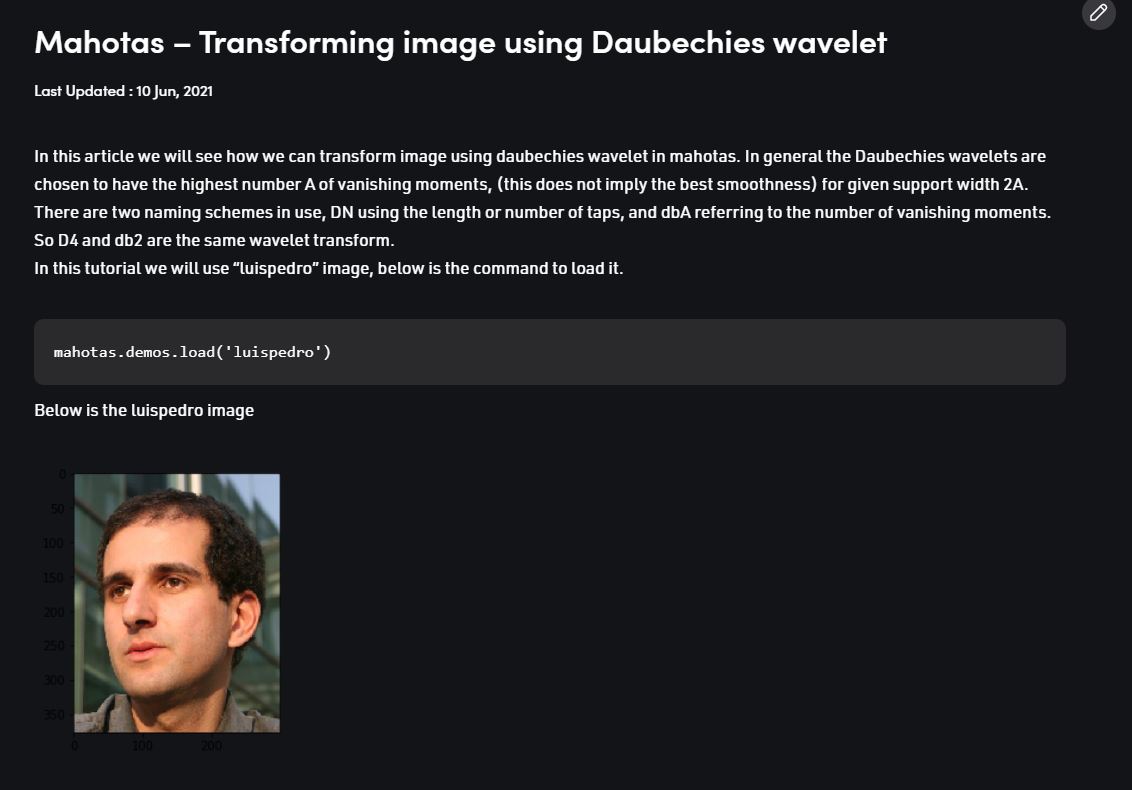 Mahotas – Transforming image using Daubechies wavelet
Last Updated : 10 Jun, 2021
In this article we will see how we can transform image using daubechies wavelet in mahotas. In general the Daubechies wavelets are
chosen to have the highest number A of vanishing moments, (this does not imply the best smoothness) for given support width 2A.
There are two naming schemes in use, DN using the length or number of taps, and dbA referring to the number of vanishing moments.
So D4 and db2 are the same wavelet transform.
In this tutorial we will use “luispedro” image, below is the command to load it.
mahotas.demos.load('luispedro')
Below is the luispedro image
0
50
100
150
200
250
300
350
0 100 200